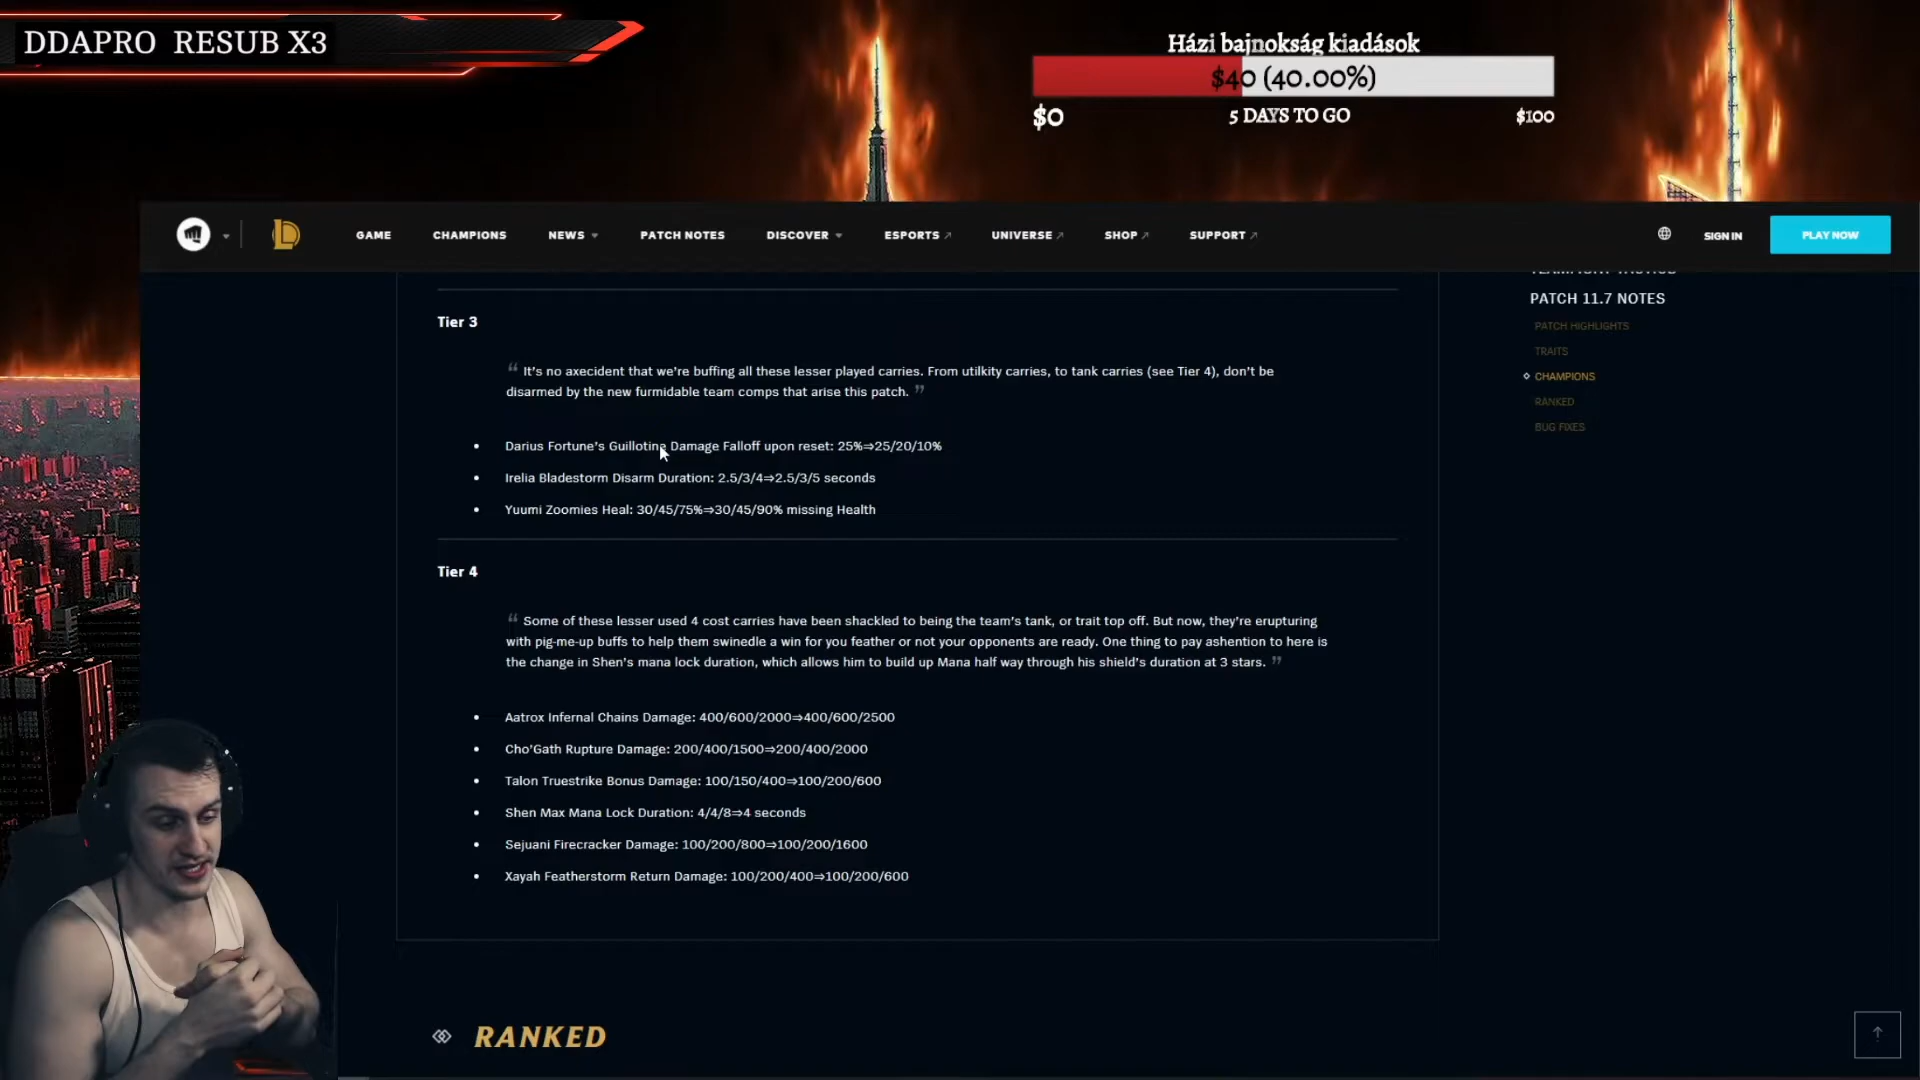 DDAPRO RESUB X3
Házi bajnokság kiadások
$40 (40.00%)
$0
5 DAYS TO GO
$100
GAME
CHAMPIONS
NEWS
PATCH NOTES
DISCOVER
ESPORTS
UNIVERSE
SHOP
SUPPORT
SIGN IN
PLAY NOW
TEAMFIGHT TACTICS
PATCH 11.7 NOTES
PATCH HIGHLIGHTS
TRAITS
CHAMPIONS
RANKED
BUG FIXES
Tier 3
“ It's no axecident that we're buffing all these lesser played carries. From utilkity carries, to tank carries (see Tier 4), don't be
disarmed by the new furmidable team comps that arise this patch. ”
• Darius Fortune's Guillotine Damage Falloff upon reset: 25%⇒25/20/10%
• Irelia Bladestorm Disarm Duration: 2.5/3/4⇒2.5/3/5 seconds
• Yuumi Zoomies Heal: 30/45/75%⇒30/45/90% missing Health
Tier 4
“ Some of these lesser used 4 cost carries have been shackled to being the team's tank, or trait top off. But now, they're erupturing
with pig-me-up buffs to help them swinedle a win for you feather or not your opponents are ready. One thing to pay ashention to here is
the change in Shen's mana lock duration, which allows him to build up Mana half way through his shield's duration at 3 stars. ”
• Aatrox Infernal Chains Damage: 400/600/2000⇒400/600/2500
• Cho'Gath Rupture Damage: 200/400/1500⇒200/400/2000
• Talon Truestrike Bonus Damage: 100/150/400⇒100/200/600
• Shen Max Mana Lock Duration: 4/4/8⇒4 seconds
• Sejuani Firecracker Damage: 100/200/800⇒100/200/1600
• Xayah Featherstorm Return Damage: 100/200/400⇒100/200/600
RANKED